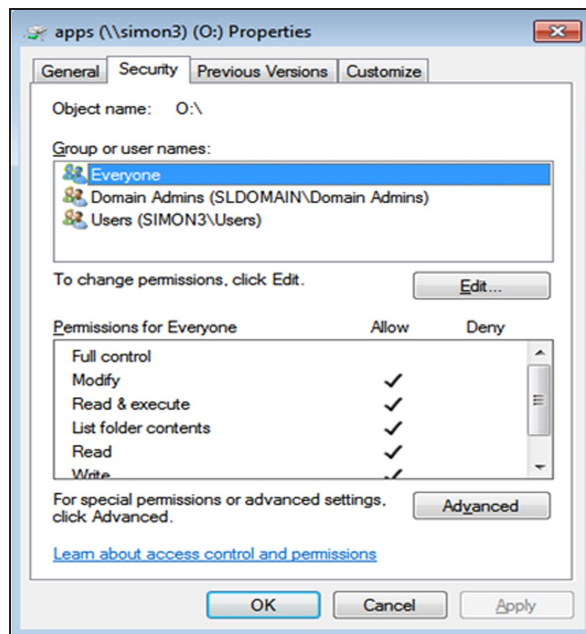 apps (\\simon3) (O:) Properties
General Security Previous Versions Customize
Object name: O:\
Group or user names:
Everyone
Domain Admins (SLDOMAIN\Domain Admins)
Users (SIMON3\Users)
To change permissions, click Edit.
Edit...
Permissions for Everyone Allow Deny
Full control
Modify
Read & execute
List folder contents
Read
Write
For special permissions or advanced settings,
click Advanced.
Advanced
Learn about access control and permissions
OK Cancel Apply